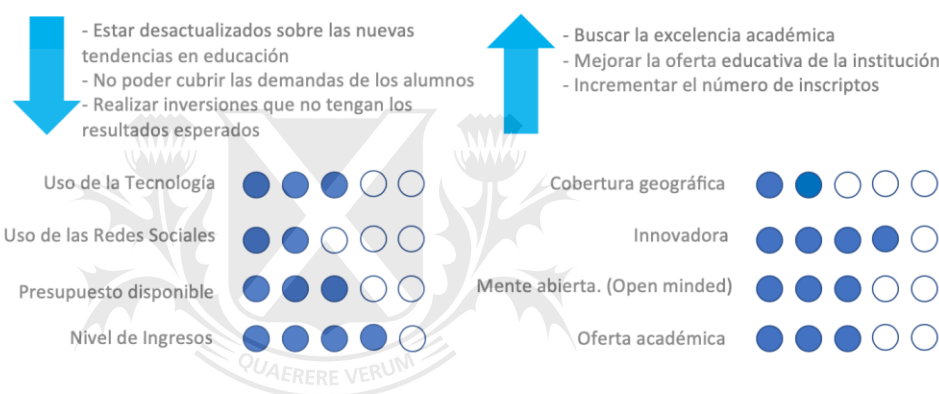 - Estar desactualizados sobre las nuevas
tendencias en educación
- No poder cubrir las demandas de los alumnos
- Realizar inversiones que no tengan los
resultados esperados
- Buscar la excelencia académica
- Mejorar la oferta educativa de la institución
- Incrementar el número de inscriptos
Uso de la Tecnología
Uso de las Redes Sociales
Presupuesto disponible
Nivel de Ingresos
Cobertura geográfica
Innovadora
Mente abierta. (Open minded)
Oferta académica
QUAERERE VERUM